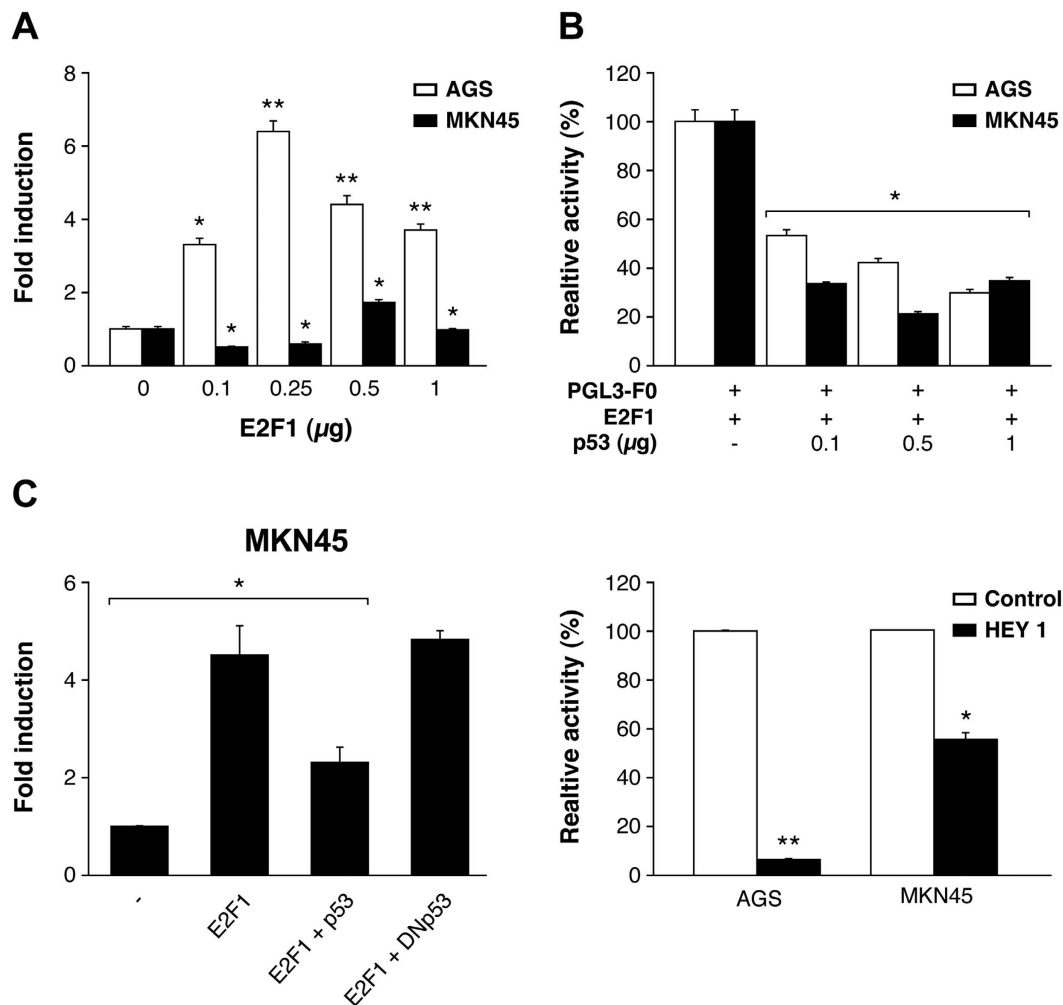 A
Fold induction
8
6
4
2
0
AGS
MKN45
*
*
**
*
**
*
**
*
0 0.1 0.25 0.5 1
E2F1 (µg)
B
Realtive activity (%)
120
100
80
60
40
20
0
AGS
MKN45
*
PGL3-F0 + + + +
E2F1 + + + +
p53 (µg) - 0.1 0.5 1
C
MKN45
Fold induction
6
4
2
0
*
-
E2F1
E2F1 + p53
E2F1 + DNp53
Realtive activity (%)
120
100
80
60
40
20
0
Control
HEY 1
**
*
AGS MKN45